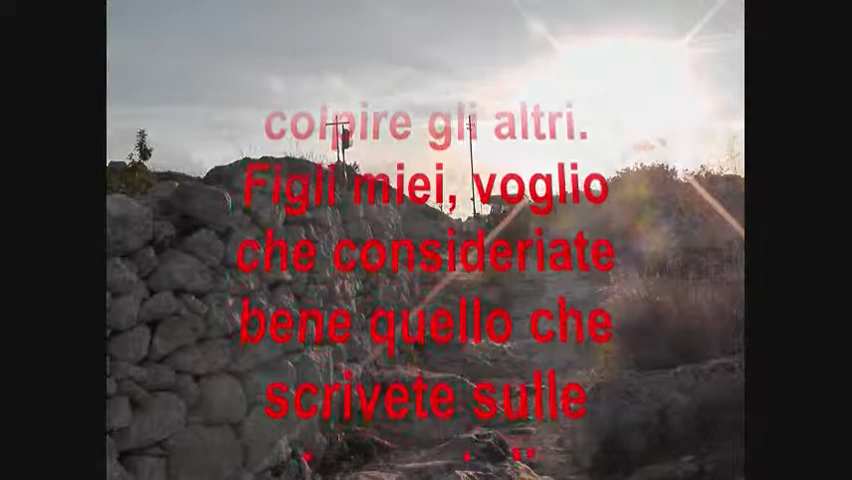 colpire gli altri.
Figli miei, voglio
che consideriate
bene quello che
scrivete sulle